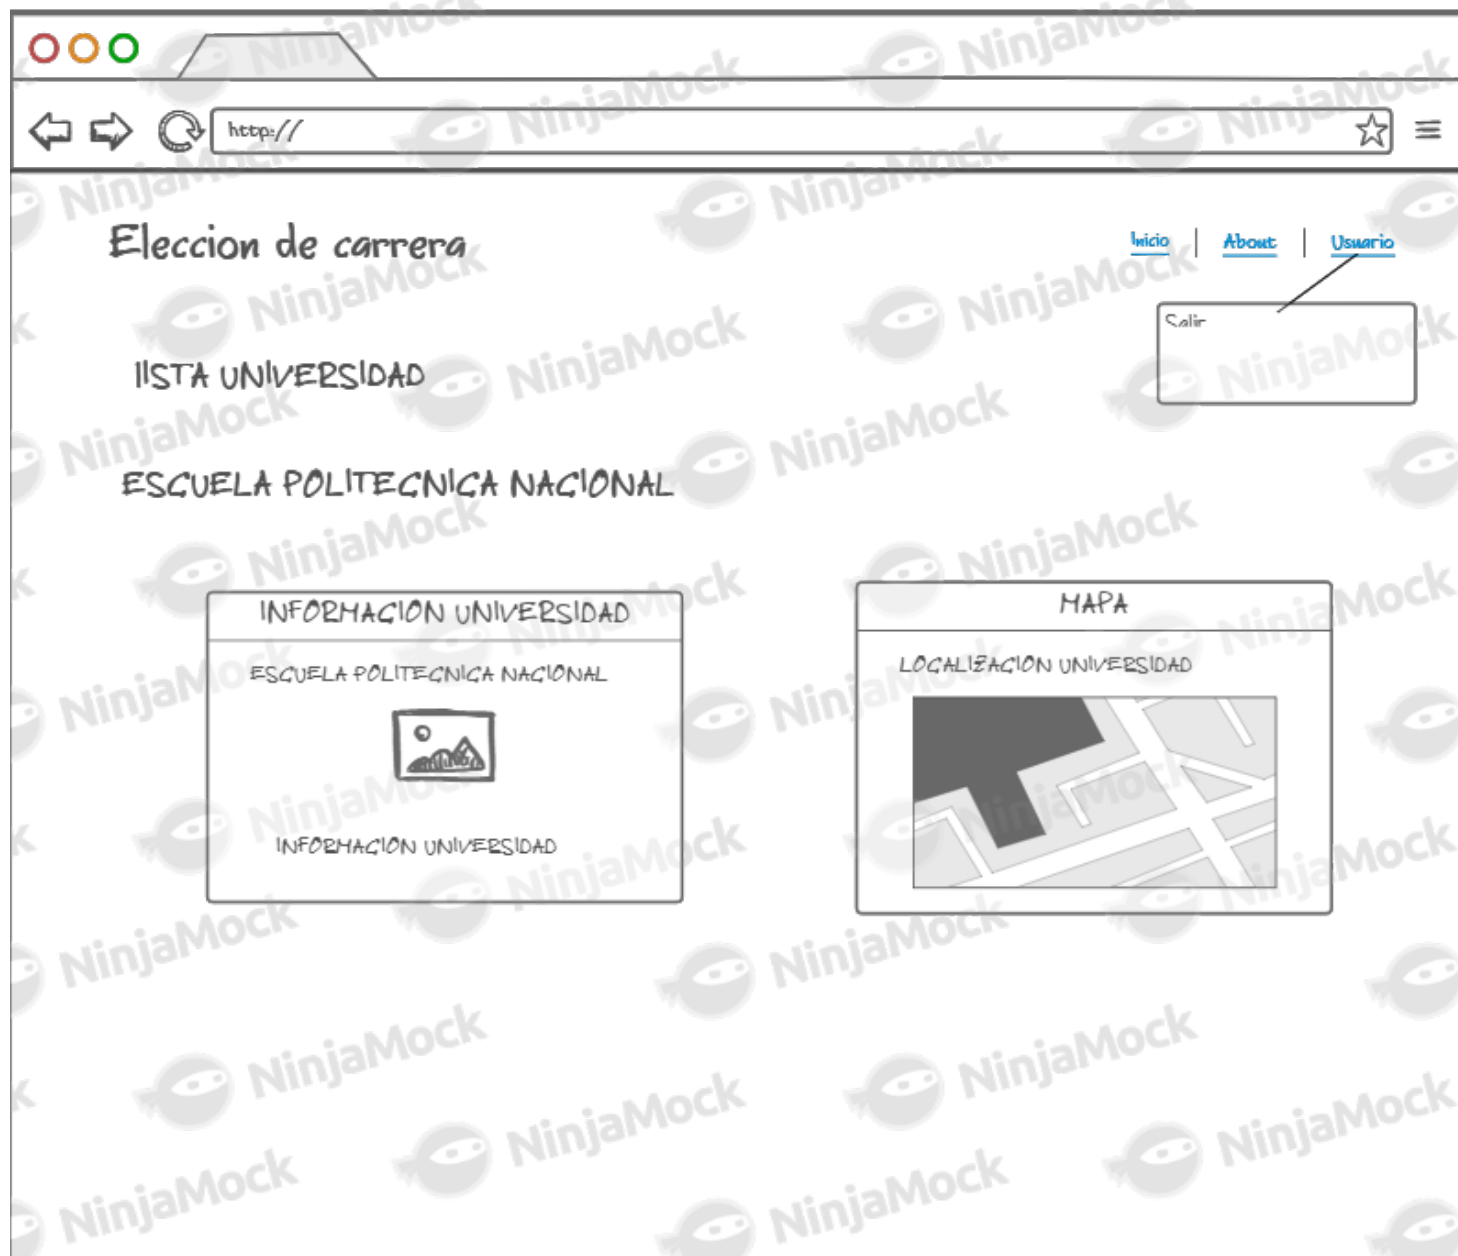 http://
Eleccion de carrera
Inicio | About | Usuario
Salir
lISTA UNIVERSIDAD
ESCUELA POLITECNICA NACIONAL
INFORMACION UNIVERSIDAD
ESCUELA POLITECNICA NACIONAL
INFORMACION UNIVERSIDAD
MAPA
LOCALIZACION UNIVERSIDAD
NinjaMock